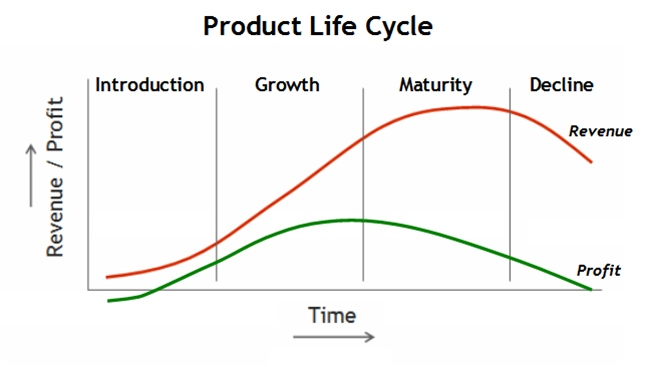 Product Life Cycle
Introduction
Growth
Maturity
Decline
Revenue / Profit
Revenue
Profit
Time